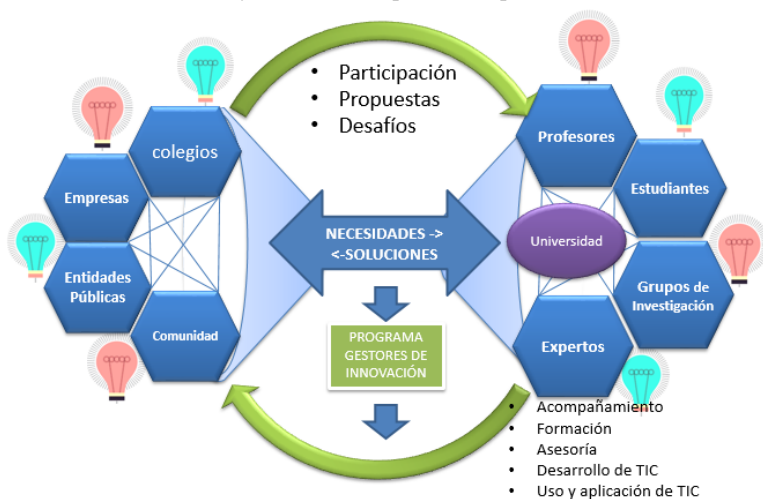 • Participación
• Propuestas
• Desafíos
colegios
Empresas
Entidades
Públicas
Comunidad
NECESIDADES ->
<-SOLUCIONES
PROGRAMA
GESTORES DE
INNOVACIÓN
Profesores
Estudiantes
Universidad
Grupos de
Investigación
Expertos
• Acompañamiento
• Formación
• Asesoría
• Desarrollo de TIC
• Uso y aplicación de TIC